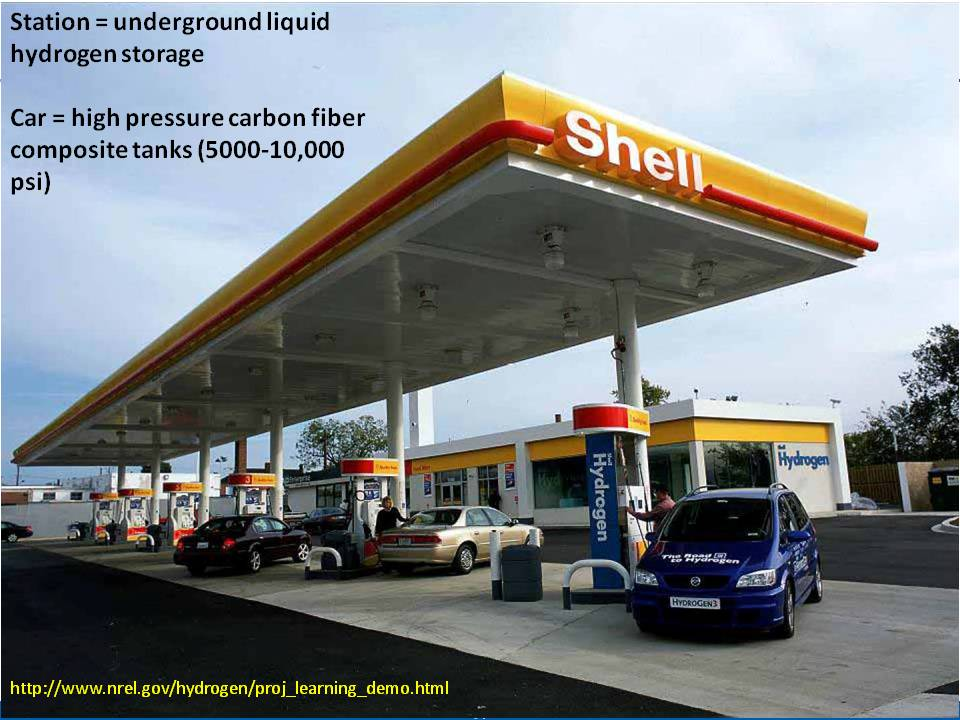 Station = underground liquid
hydrogen storage
Car = high pressure carbon fiber
composite tanks (5000-10,000
psi)
Shell
Hydrogen
Hydrogen
The Road to Hydrogen
HYDROGEN3
http://www.nrel.gov/hydrogen/proj_learning_demo.html